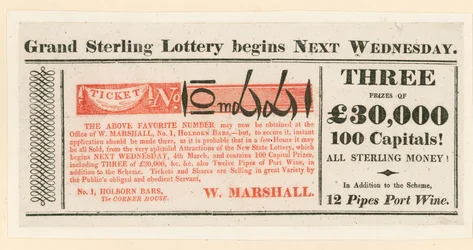 Grand Sterling Lottery begins NEXT WEDNESDAY.
TICKET No
THE ABOVE FAVORITE NUMBER may now be obtained at the
Office of W. MARSHALL, No. 1, HOLBORN BARS,—but, to secure it, instant
application should be made there, as it is probable that in a few Hours it may
be all Sold, from the very splendid Attractions of the New State Lottery, which
begins NEXT WEDNESDAY, 4th March, and contains 100 Capital Prizes,
including THREE of £30,000, &c. &c. also Twelve Pipes of Port Wine, in
addition to the Scheme. Tickets and Shares are Selling in great Variety by
the Public's obliged and obedient Servant,
No. 1, HOLBORN BARS,
The CORNER HOUSE.
W. MARSHALL.
THREE
PRIZES OF
£30,000
100 Capitals!
ALL STERLING MONEY!
In Addition to the Scheme,
12 Pipes Port Wine.